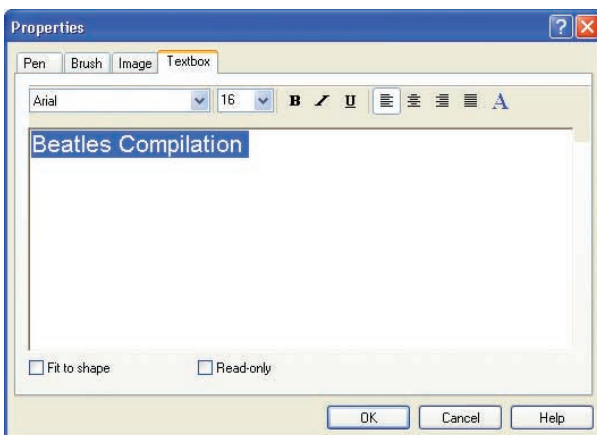 Properties
Pen Brush Image Textbox
Arial 16 B I U A
Beatles Compilation
Fit to shape Read-only
OK Cancel Help